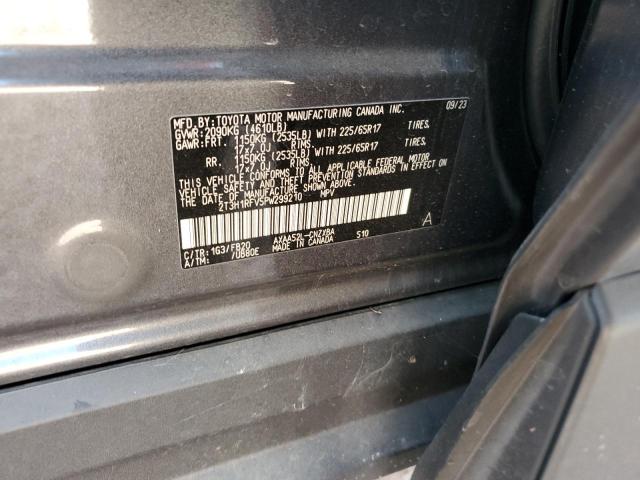 MFD.BY:TOYOTA MOTOR MANUFACTURING CANADA INC. 09/23
GVWR:2090KG (4610LB)
GAWR:FRT. 1150KG (2535LB) WITH 225/65R17 TIRES,
17x7.0J RIMS,
RR. 1150KG (2535LB) WITH 225/65R17 TIRES,
17x7.0J RIMS,
THIS VEHICLE CONFORMS TO ALL APPLICABLE FEDERAL MOTOR
VEHICLE SAFETY AND THEFT PREVENTION STANDARDS IN EFFECT ON
THE DATE OF MANUFACTURE SHOWN ABOVE.
2T3H1RFV5PW299210 MPV
A
AXAA52L-CNZXBA 510
C/TR:1G3/FB20 MADE IN CANADA
A/TM: /UB80E